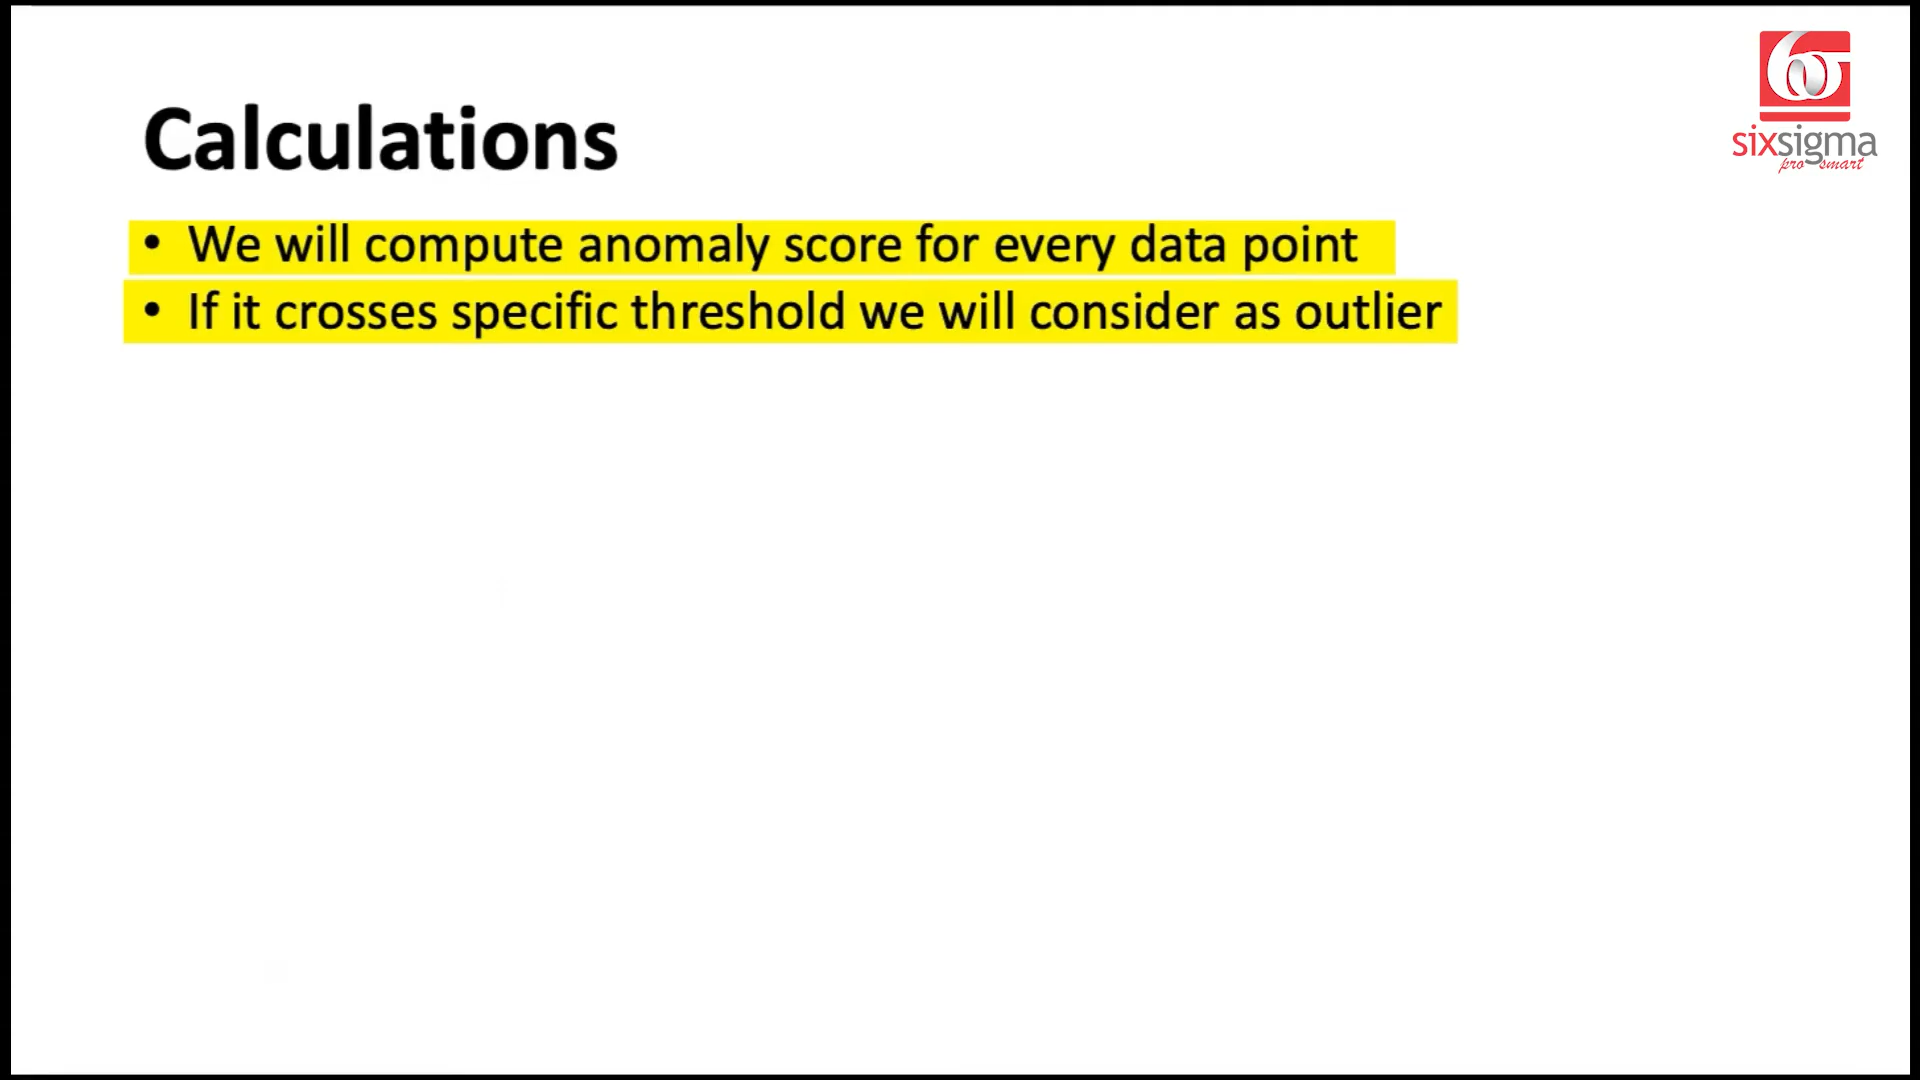 Calculations
• We will compute anomaly score for every data point
• If it crosses specific threshold we will consider as outlier
6σ
sixsigma
pro smart